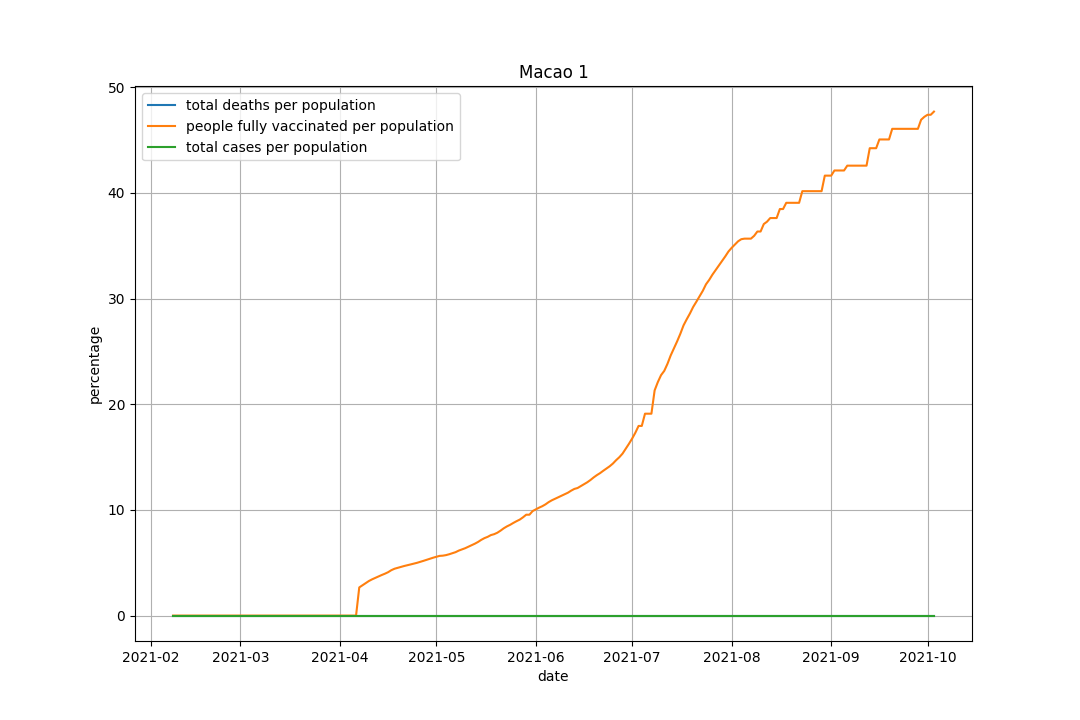 Macao 1
total deaths per population
people fully vaccinated per population
total cases per population
percentage
50
40
30
20
10
0
2021-02 2021-03 2021-04 2021-05 2021-06 2021-07 2021-08 2021-09 2021-10
date